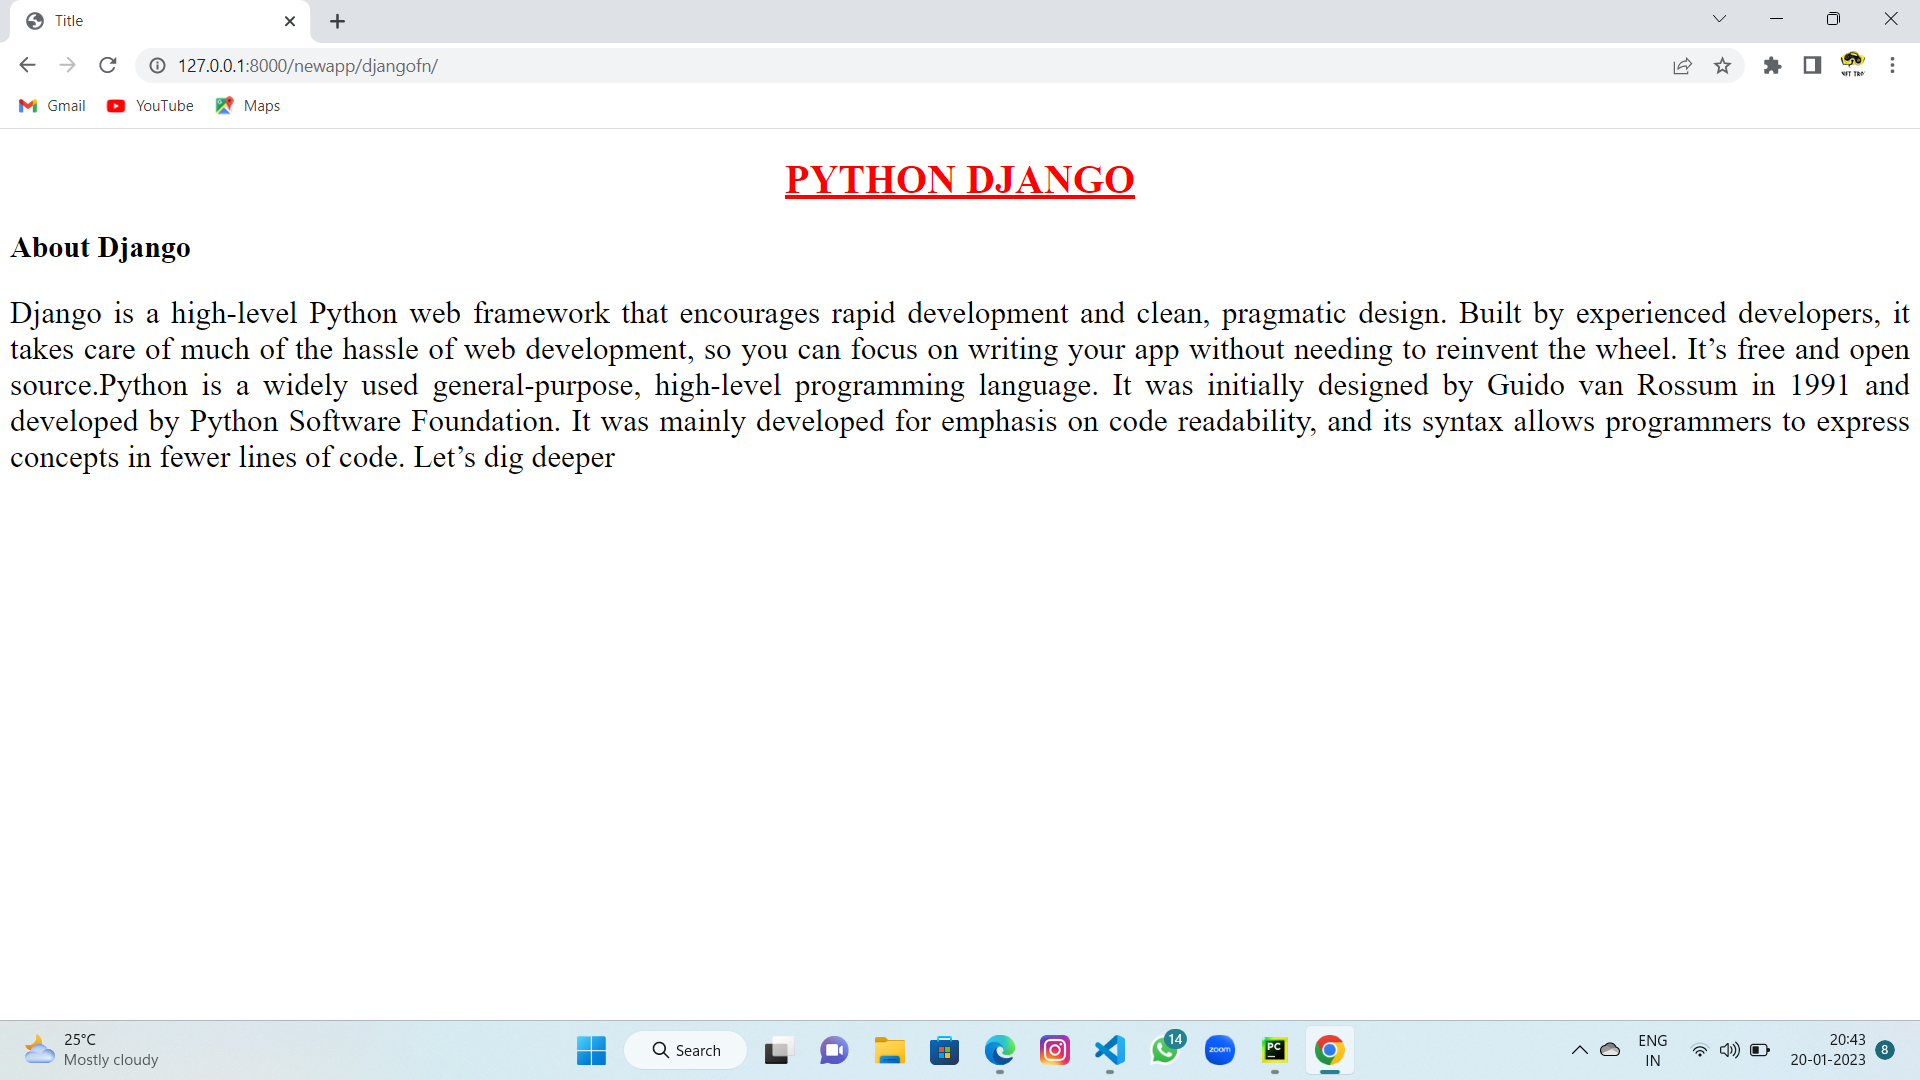 Title
127.0.0.1:8000/newapp/djangofn/
Gmail YouTube Maps
PYTHON DJANGO
About Django
Django is a high-level Python web framework that encourages rapid development and clean, pragmatic design. Built by experienced developers, it
takes care of much of the hassle of web development, so you can focus on writing your app without needing to reinvent the wheel. It’s free and open
source.Python is a widely used general-purpose, high-level programming language. It was initially designed by Guido van Rossum in 1991 and
developed by Python Software Foundation. It was mainly developed for emphasis on code readability, and its syntax allows programmers to express
concepts in fewer lines of code. Let’s dig deeper
25°C
Mostly cloudy
Search
14
zoom
PC
ENG
IN
20:43
20-01-2023
8